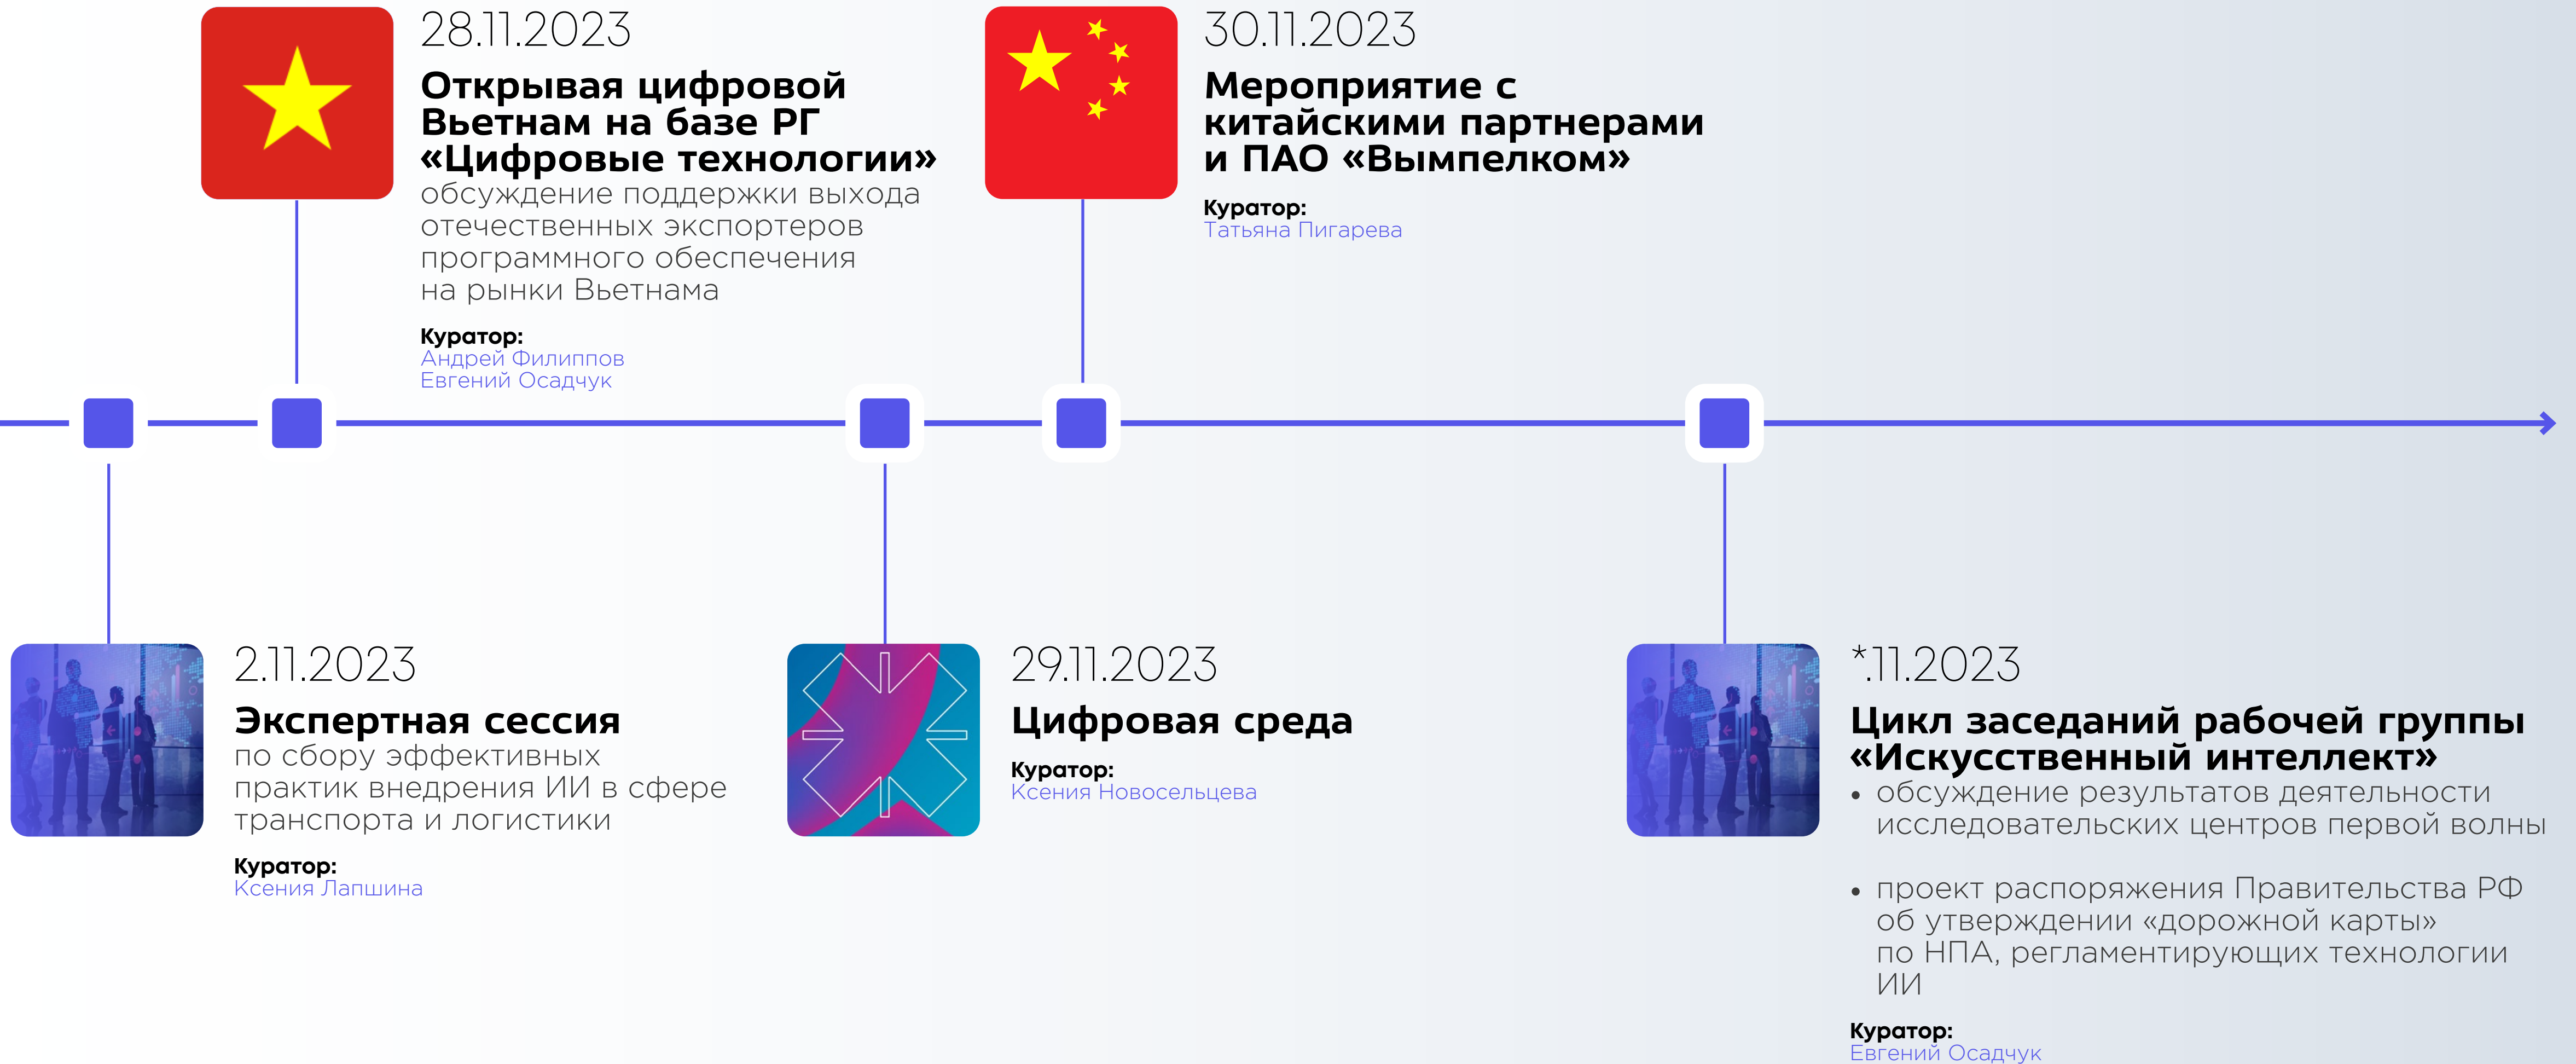 28.11.2023
Открывая цифровой
Вьетнам на базе РГ
«Цифровые технологии»
обсуждение поддержки выхода
отечественных экспортеров
программного обеспечения
на рынки Вьетнама
Куратор:
Андрей Филиппов
Евгений Осадчук
30.11.2023
Мероприятие с
китайскими партнерами
и ПАО «Вымпелком»
Куратор:
Татьяна Пигарева
2.11.2023
Экспертная сессия
по сбору эффективных
практик внедрения ИИ в сфере
транспорта и логистики
Куратор:
Ксения Лапшина
29.11.2023
Цифровая среда
Куратор:
Ксения Новосельцева
*.11.2023
Цикл заседаний рабочей группы
«Искусственный интеллект»
• обсуждение результатов деятельности
исследовательских центров первой волны
• проект распоряжения Правительства РФ
об утверждении «дорожной карты»
по НПА, регламентирующих технологии
ИИ
Куратор:
Евгений Осадчук